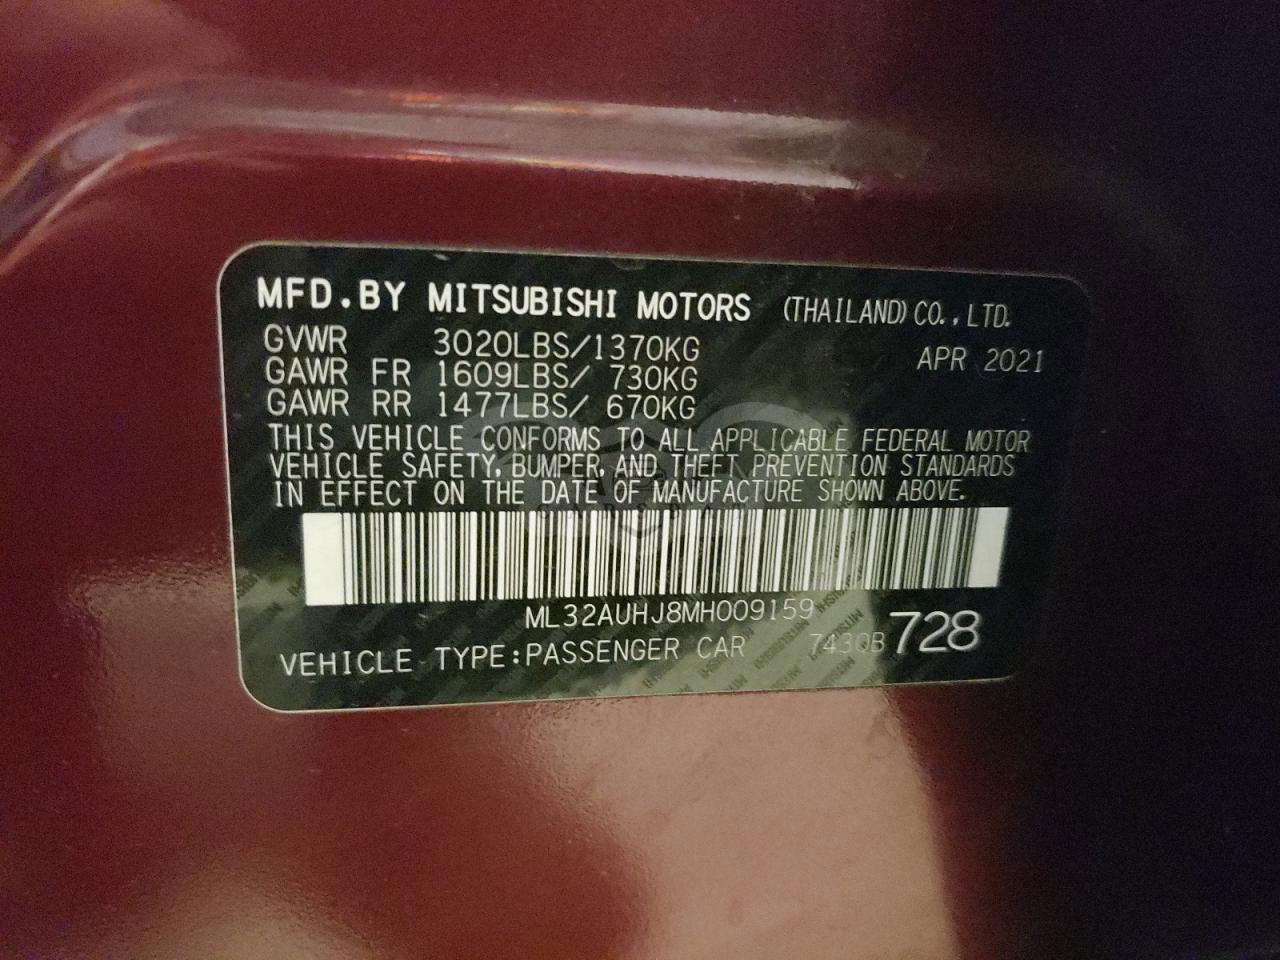 MFD.BY MITSUBISHI MOTORS (THAILAND) CO., LTD.
GVWR 3020LBS/1370KG APR 2021
GAWR FR 1609LBS/ 730KG
GAWR RR 1477LBS/ 670KG
THIS VEHICLE CONFORMS TO ALL APPLICABLE FEDERAL MOTOR
VEHICLE SAFETY, BUMPER, AND THEFT PREVENTION STANDARDS
IN EFFECT ON THE DATE OF MANUFACTURE SHOWN ABOVE.
ML32AUHJ8MH009159
VEHICLE TYPE:PASSENGER CAR 7430B 728